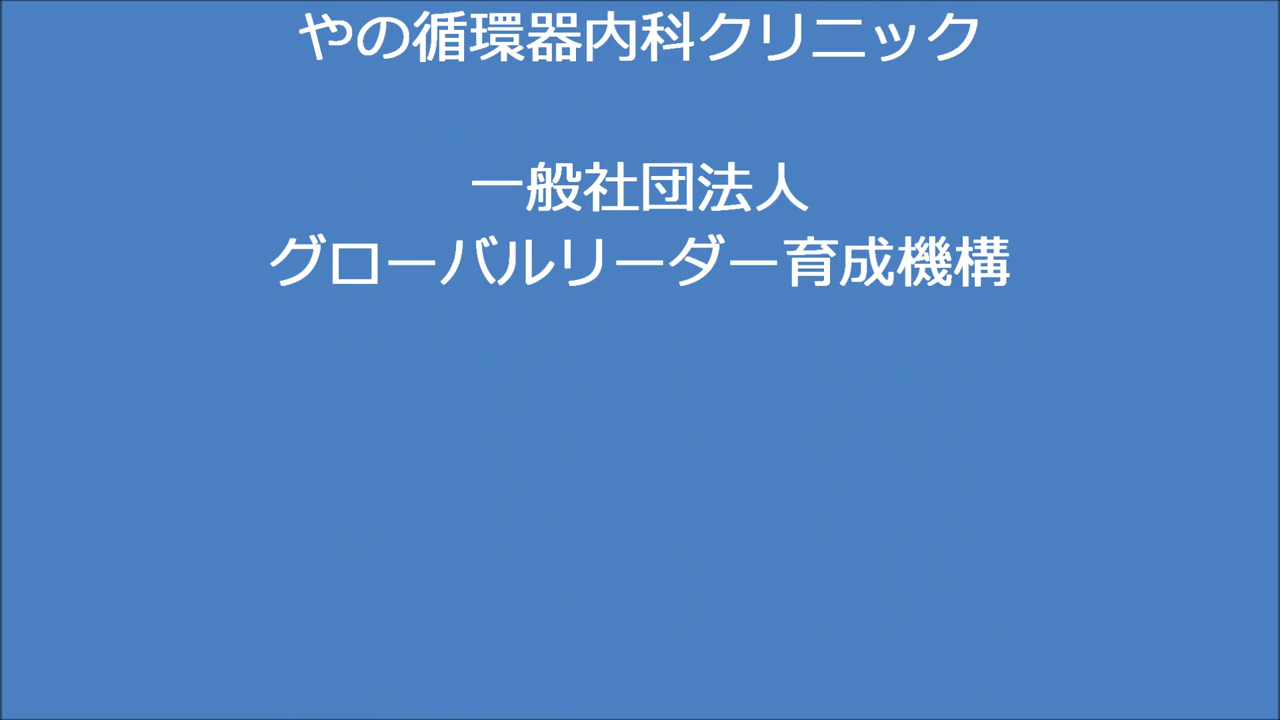 やの循環器内科クリニック
一般社団法人
グローバルリーダー育成機構